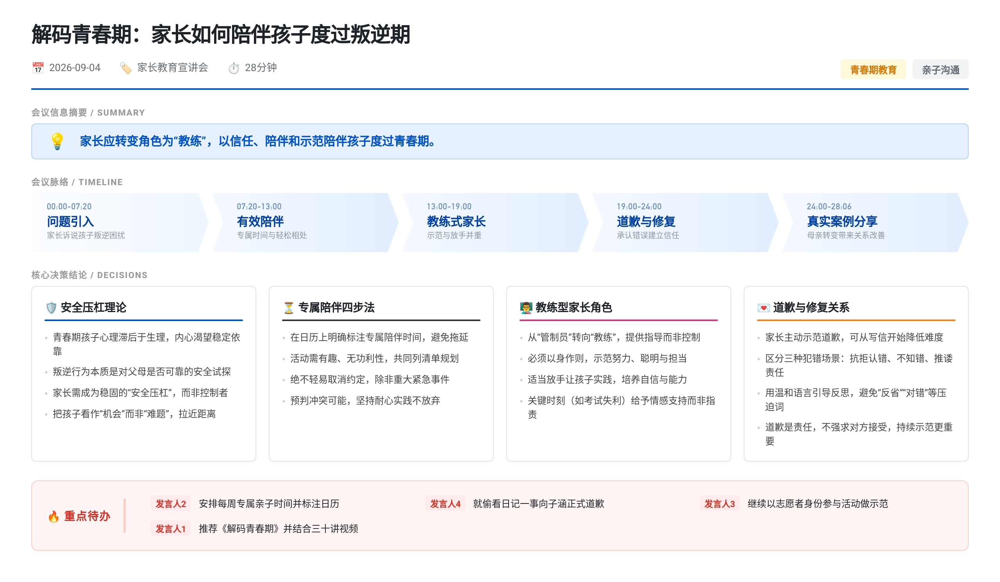 解码青春期：家长如何陪伴孩子度过叛逆期
2026-09-04 家长教育宣讲会 28分钟
青春期教育 亲子沟通
会议信息摘要 / SUMMARY
家长应转变角色为“教练”，以信任、陪伴和示范陪伴孩子度过青春期。
会议脉络 / TIMELINE
00:00-07:20
问题引入
家长诉说孩子叛逆困扰
07:20-13:00
有效陪伴
专属时间与轻松相处
13:00-19:00
教练式家长
示范与放手并重
19:00-24:00
道歉与修复
承认错误建立信任
24:00-28:06
真实案例分享
母亲转变带来关系改善
核心决策结论 / DECISIONS
安全压杠理论
青春期孩子心理滞后于生理，内心渴望稳定依
靠
叛逆行为本质是对父母是否可靠的安全试探
家长需成为稳固的“安全压杠”，而非控制者
把孩子看作“机会”而非“难题”，拉近距离
专属陪伴四步法
在日历上明确标注专属陪伴时间，避免拖延
活动需有趣、无功利性，共同列清单规划
绝不轻易取消约定，除非重大紧急事件
预判冲突可能，坚持耐心实践不放弃
教练型家长角色
从“管制员”转向“教练”，提供指导而非控制
必须以身作则，示范努力、聪明与担当
适当放手让孩子实践，培养自信与能力
关键时刻（如考试失利）给予情感支持而非指
责
道歉与修复关系
家长主动示范道歉，可从写信开始降低难度
区分三种犯错场景：抗拒认错、不知错、推诿
责任
用温和语言引导反思，避免“反省”“对错”等压
迫词
道歉是责任，不强求对方接受，持续示范更重
要
重点待办
发言人2 安排每周专属亲子时间并标注日历
发言人4 就偷看日记一事向子涵正式道歉
发言人3 继续以志愿者身份参与活动做示范
发言人1 推荐《解码青春期》并结合三十讲视频